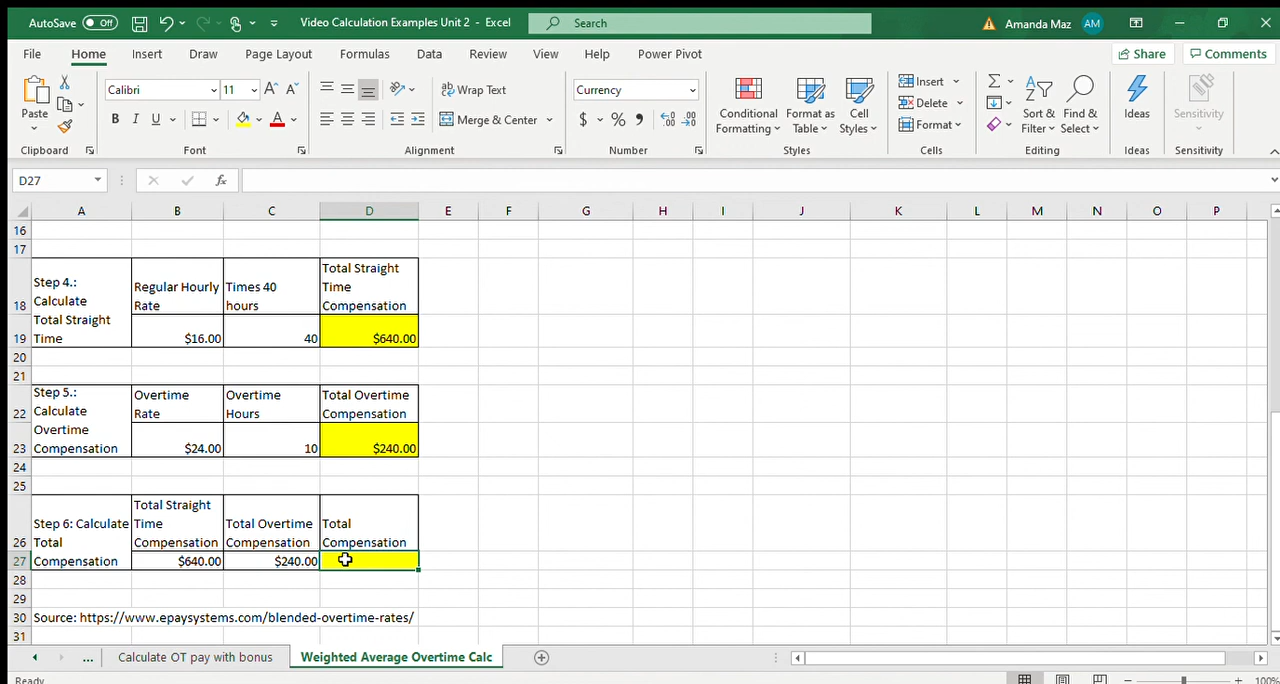 AutoSave Off Video Calculation Examples Unit 2 - Excel Search Amanda Maz AM
File Home Insert Draw Page Layout Formulas Data Review View Help Power Pivot Share Comments
Paste Calibri 11 A A Wrap Text Currency Conditional Formatting Format as Table Cell Styles Insert Sort & Filter Find & Select Ideas Sensitivity
B I U A Merge & Center $ % Delete
Format
Clipboard Font Alignment Number Styles Cells Editing Ideas Sensitivity
D27 fx
A B C D E F G H I J K L M N O P
16
17
18 Step 4.: Calculate Total Straight Time Regular Hourly Rate Times 40 hours Total Straight Time Compensation
19 $16.00 40 $640.00
20
21
22 Step 5.: Calculate Overtime Compensation Overtime Rate Overtime Hours Total Overtime Compensation
23 $24.00 10 $240.00
24
25
26 Step 6: Calculate Total Compensation Total Straight Time Compensation Total Overtime Compensation Total Compensation
27 $640.00 $240.00
28
29
30 Source: https://www.epaysystems.com/blended-overtime-rates/
31
... Calculate OT pay with bonus Weighted Average Overtime Calc
Ready 100%